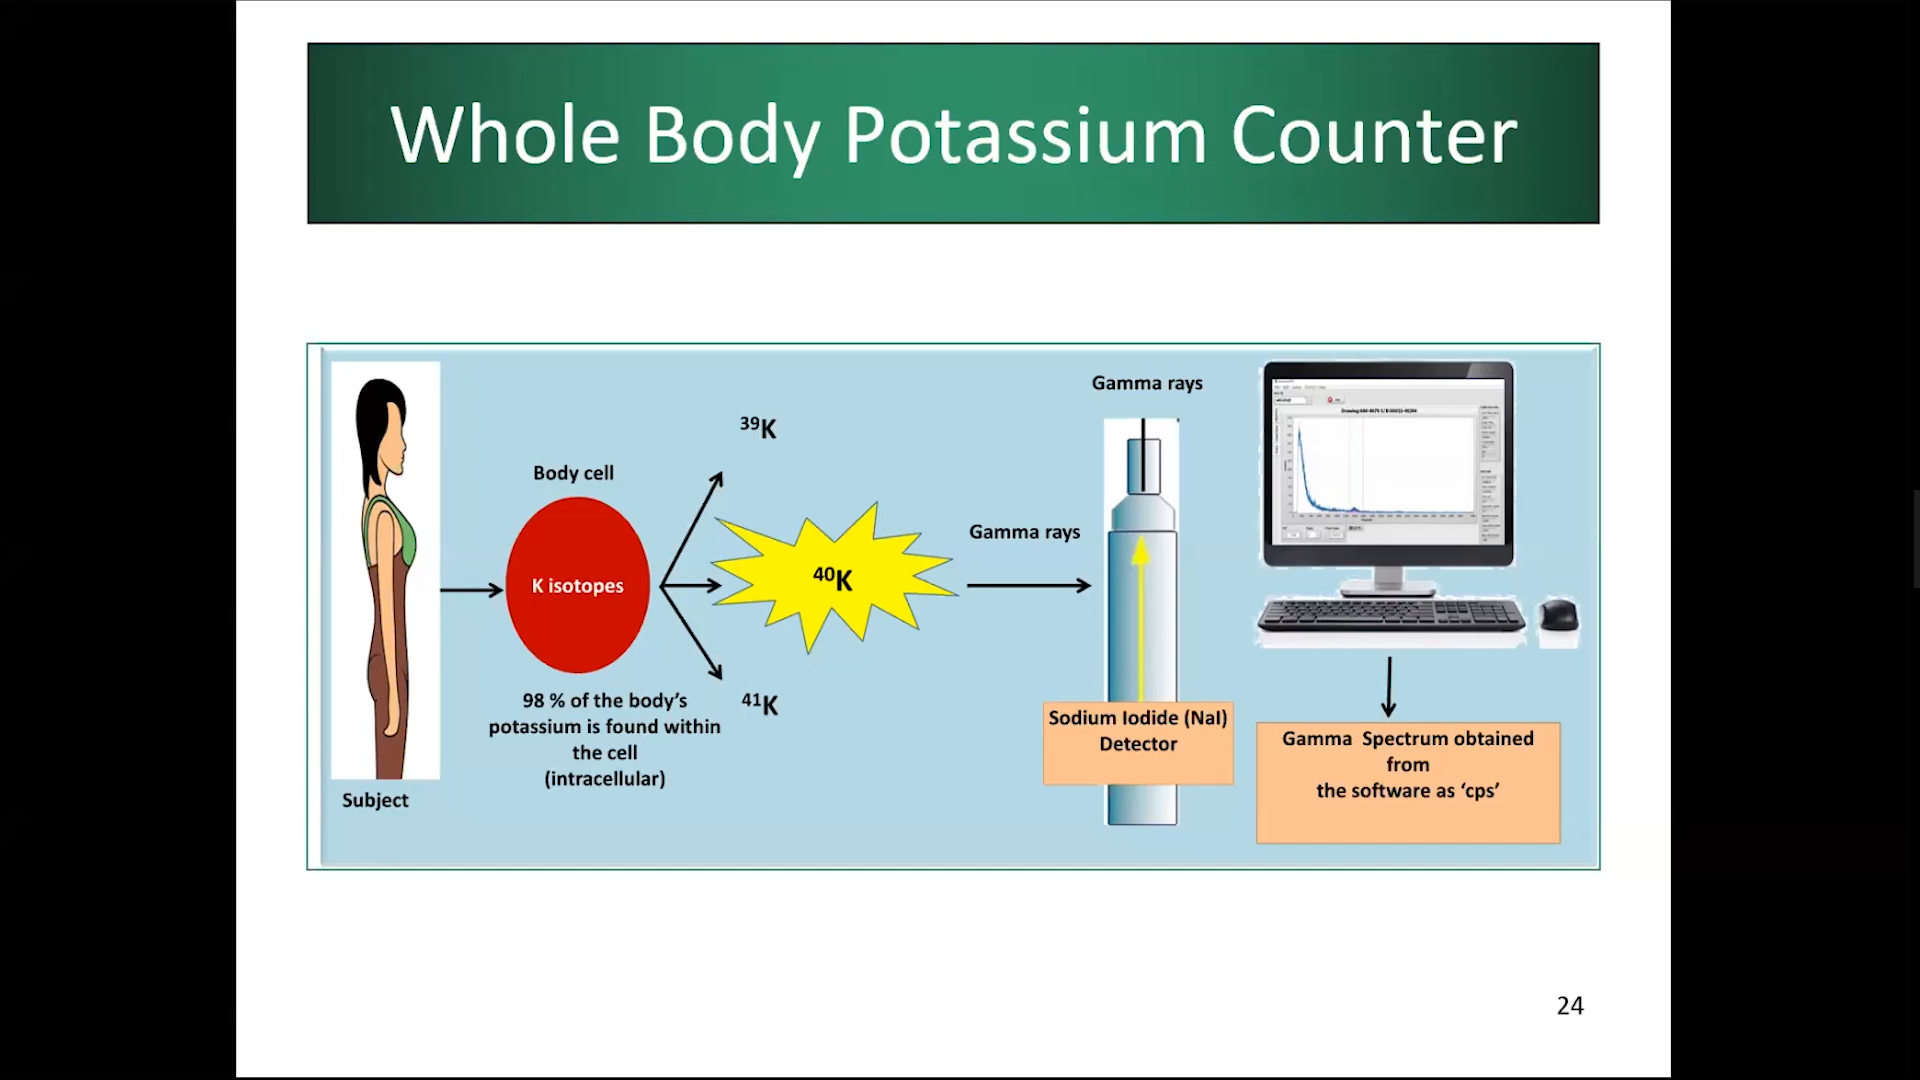 Whole Body Potassium Counter
Gamma rays
³⁹K
Body cell
Gamma rays
K isotopes
⁴⁰K
98 % of the body’s
potassium is found within
the cell
(intracellular)
⁴¹K
Subject
Sodium Iodide (NaI)
Detector
Gamma Spectrum obtained
from
the software as ‘cps’
24